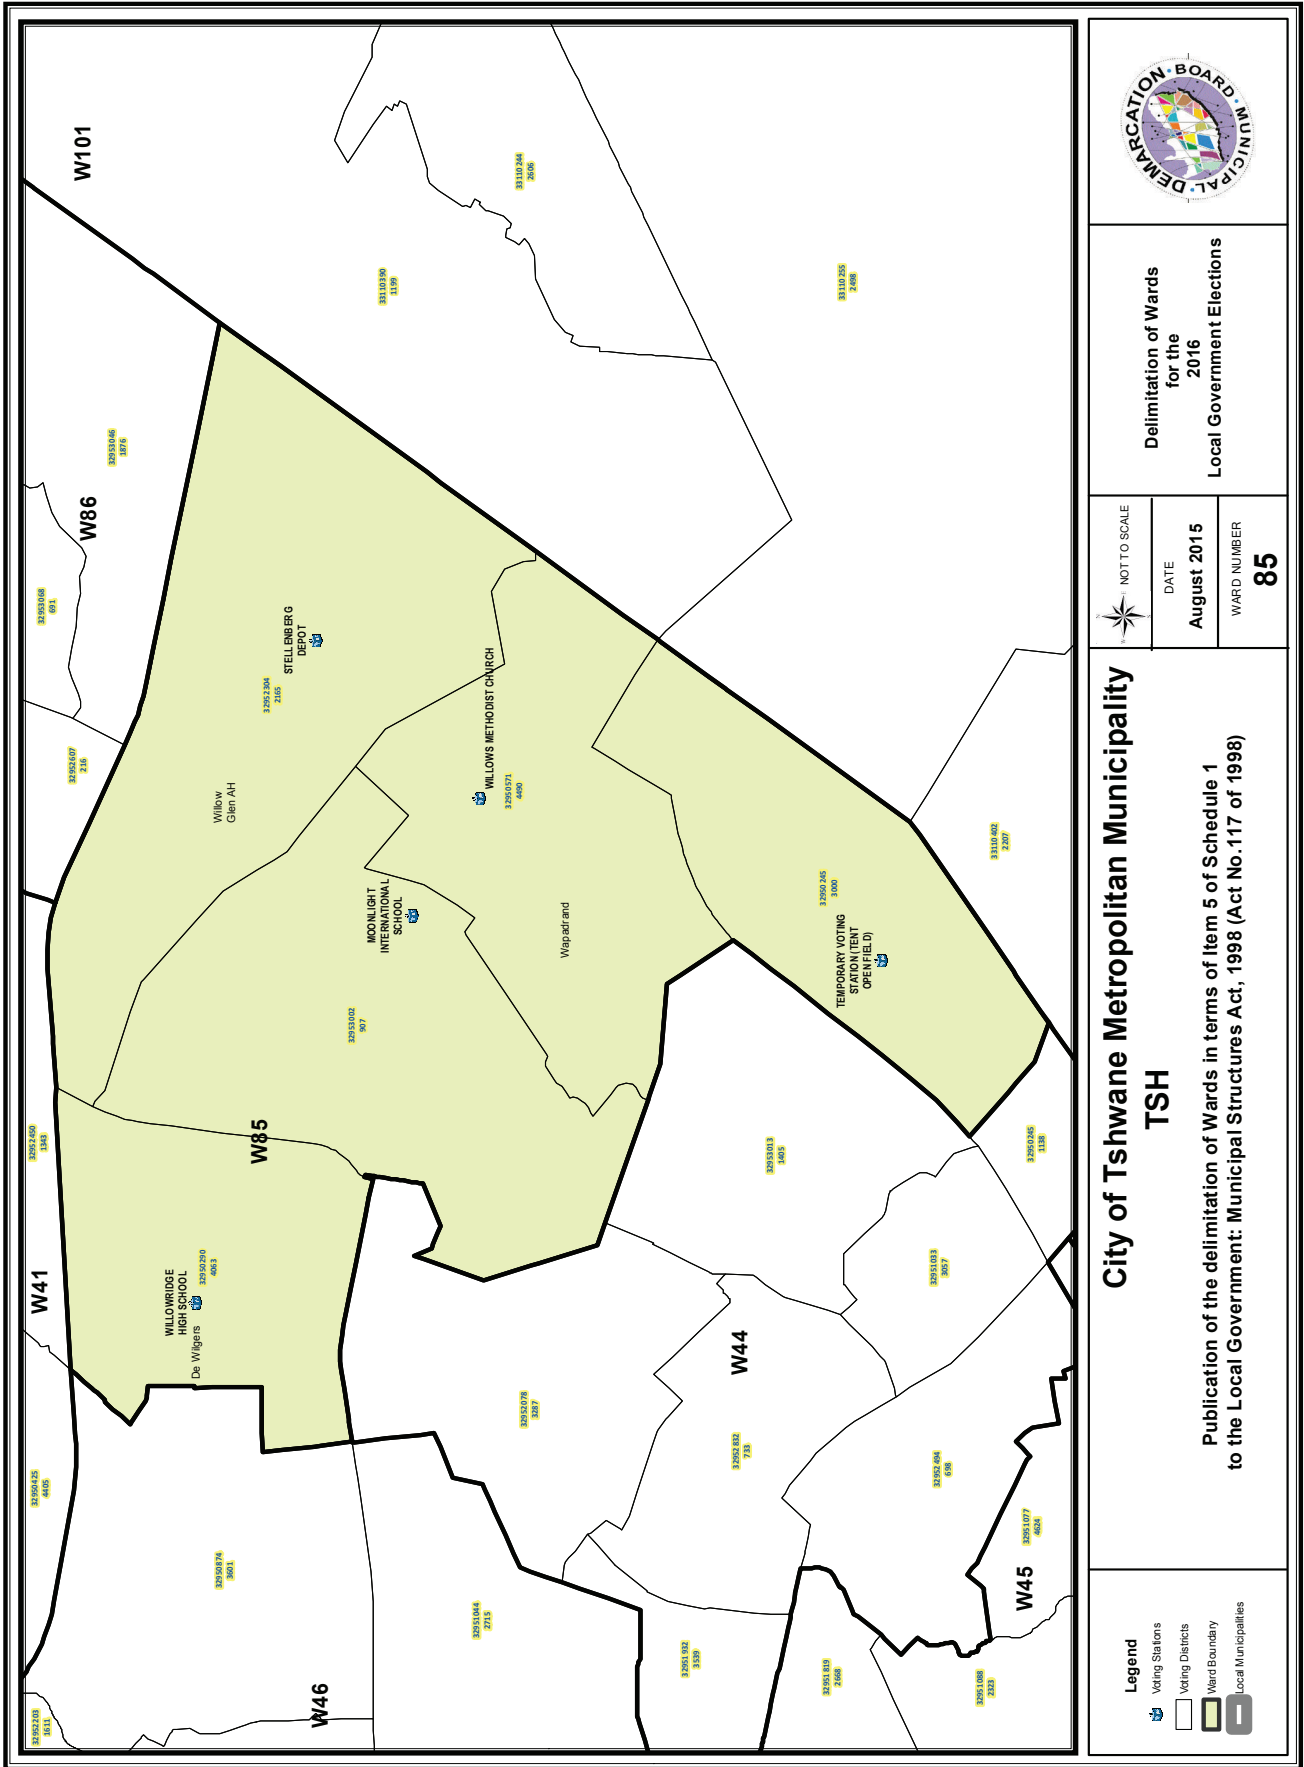 W101
W86
W41
W85
W44
W46
W45
32952203
1611
32950425
4405
32952450
1343
32952607
216
32953068
691
32953046
1876
32950874
3601
WILLOWRIDGE
HIGH SCHOOL
32950290
4063
De Wilgers
Willow
Glen AH
32952304
2165
STELLENBERG
DEPOT
33110390
1199
33110244
2606
32953002
907
MOONLIGHT
INTERNATIONAL
SCHOOL
WILLOWS METHODIST CHURCH
32950571
4490
Wapadrand
32951044
2715
32952078
3287
32951932
3539
32952832
733
32953013
1405
32951819
2668
TEMPORARY VOTING
STATION (TENT
OPEN FIELD)
32950245
3000
33110255
2498
32951088
2323
32952494
698
32951033
3057
32951077
4624
32950245
1138
33110402
2207
Legend
Voting Stations
Voting Districts
Ward Boundary
Local Municipalities
City of Tshwane Metropolitan Municipality
TSH
Publication of the delimitation of Wards in terms of Item 5 of Schedule 1
to the Local Government: Municipal Structures Act, 1998 (Act No.117 of 1998)
N
W
S
NOT TO SCALE
DATE
August 2015
WARD NUMBER
85
Delimitation of Wards
for the
2016
Local Government Elections
MUNICIPAL • DEMARCATION • BOARD •